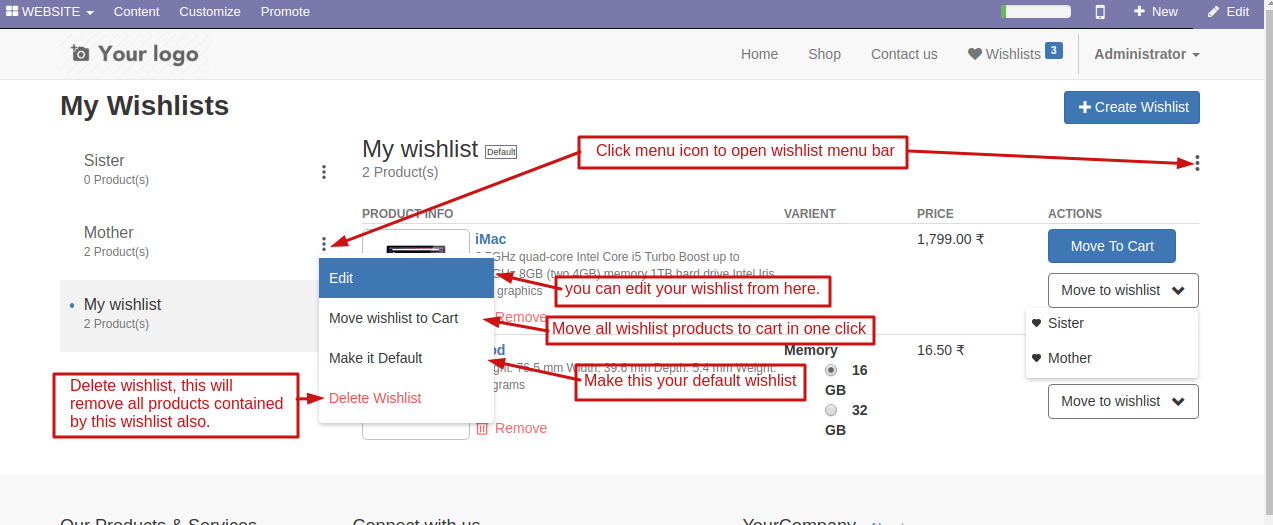 WEBSITE Content Customize Promote New Edit
Your logo Home Shop Contact us Wishlists 3 Administrator
My Wishlists
Create Wishlist
Sister
0 Product(s)
Mother
2 Product(s)
My wishlist
2 Product(s)
My wishlist Default
2 Product(s)
Click menu icon to open wishlist menu bar
PRODUCT INFO VARIENT PRICE ACTIONS
iMac 1,799.00 ₹ Move To Cart
GHz quad-core Intel Core i5 Turbo Boost up to
GHz 8GB (two 4GB) memory 1TB hard drive Intel Iris
graphics
Remove
Move to wishlist
Sister
Mother
Edit
Move wishlist to Cart
Make it Default
Delete Wishlist
you can edit your wishlist from here.
Move all wishlist products to cart in one click
Make this your default wishlist
Delete wishlist, this will
remove all products contained
by this wishlist also.
Memory 16.50 ₹
76.5 mm Width: 39.6 mm Depth: 5.4 mm Weight:
grams
16
GB
32
GB
Move to wishlist
Remove
Our Products & Services Connect with us YourCompany